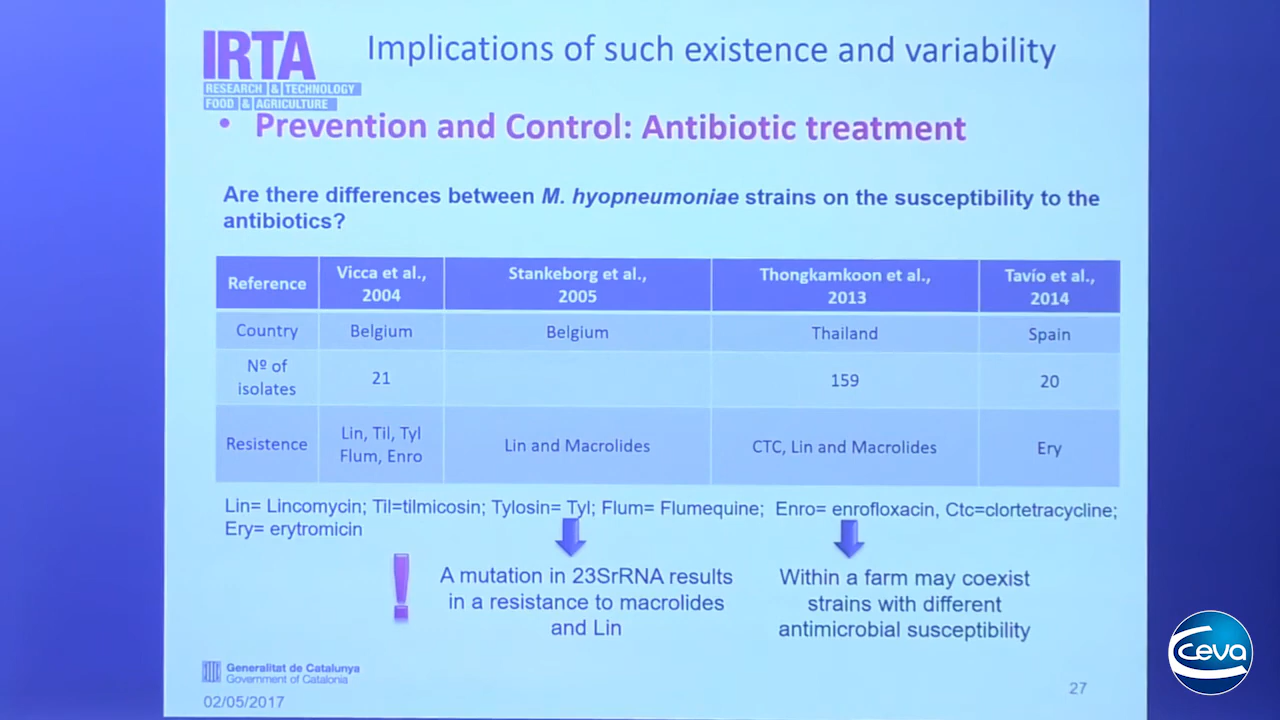 IRTA
RESEARCH & TECHNOLOGY
FOOD & AGRICULTURE
Implications of such existence and variability
• Prevention and Control: Antibiotic treatment
Are there differences between M. hyopneumoniae strains on the susceptibility to the
antibiotics?
Reference
Vicca et al.,
2004
Stankeborg et al.,
2005
Thongkamkoon et al.,
2013
Tavío et al.,
2014
Country
Belgium
Belgium
Thailand
Spain
Nº of
isolates
21
159
20
Resistence
Lin, Til, Tyl
Flum, Enro
Lin and Macrolides
CTC, Lin and Macrolides
Ery
Lin= Lincomycin; Til=tilmicosin; Tylosin= Tyl; Flum= Flumequine; Enro= enrofloxacin, Ctc=clortetracycline;
Ery= erytromicin
!
A mutation in 23SrRNA results
in a resistance to macrolides
and Lin
Within a farm may coexist
strains with different
antimicrobial susceptibility
Generalitat de Catalunya
Government of Catalonia
02/05/2017
27
Ceva